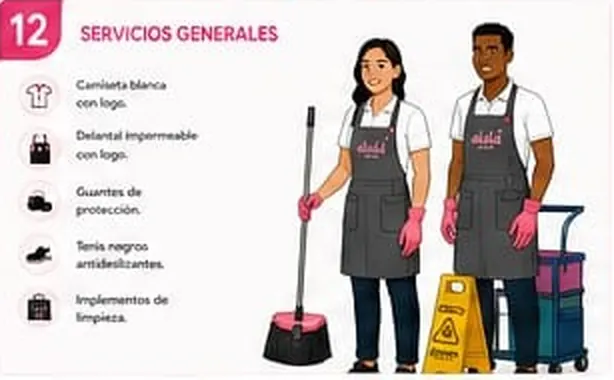 12
SERVICIOS GENERALES
Camiseta blanca
con logo.
Delantal impermeable
con logo.
Guantes de
protección.
Tenis negros
antideslizantes.
Implementos de
limpieza.